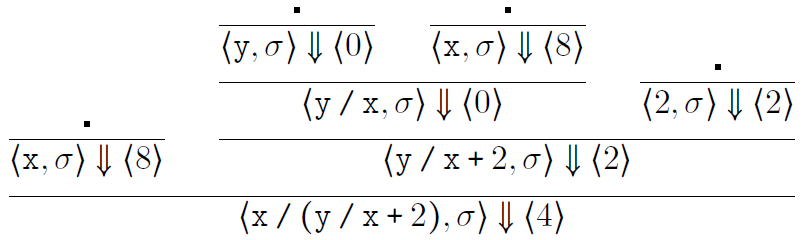 ⟨y, σ⟩ ⇓ ⟨0⟩ ⟨x, σ⟩ ⇓ ⟨8⟩
⟨y / x, σ⟩ ⇓ ⟨0⟩ ⟨2, σ⟩ ⇓ ⟨2⟩
⟨x, σ⟩ ⇓ ⟨8⟩ ⟨y / x + 2, σ⟩ ⇓ ⟨2⟩
⟨x / (y / x + 2), σ⟩ ⇓ ⟨4⟩